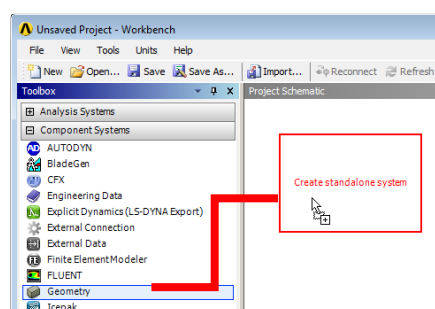 Unsaved Project - Workbench
File View Tools Units Help
New Open... Save Save As... Import... Reconnect Refresh
Toolbox Project Schematic
Analysis Systems
Component Systems
AUTODYN
BladeGen
CFX
Engineering Data
Explicit Dynamics (LS-DYNA Export)
External Connection
External Data
Finite Element Modeler
FLUENT
Geometry
Icepak
Create standalone system